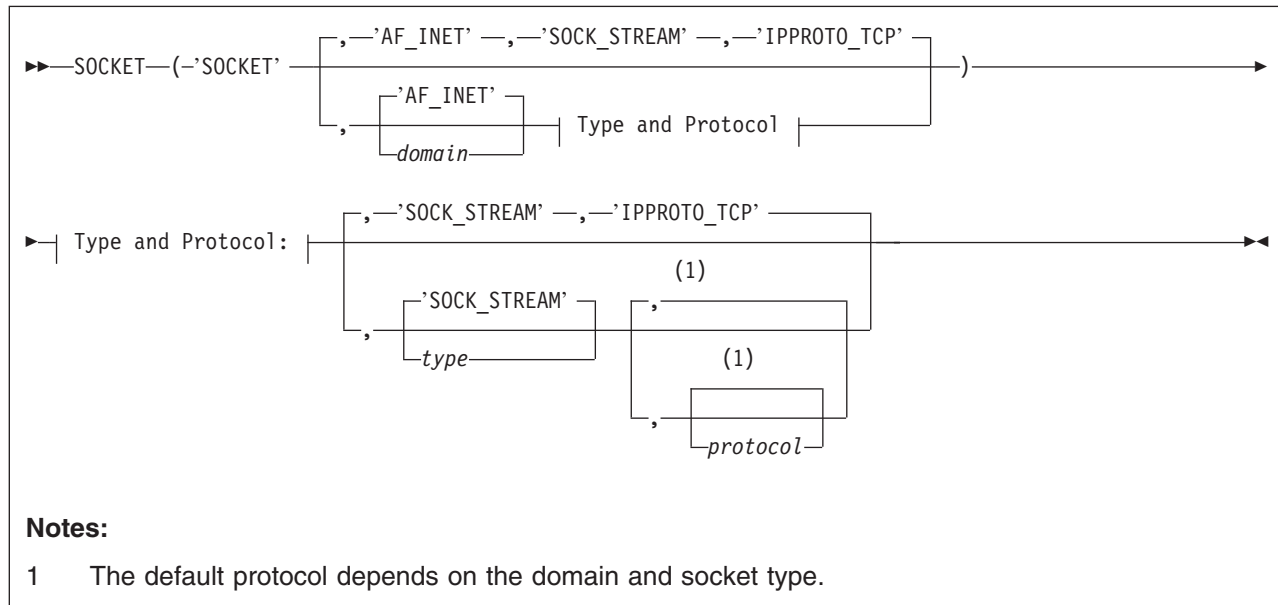 ,—’AF_INET’—,—’SOCK_STREAM’—,—’IPPROTO_TCP’
►►—SOCKET—(—’SOCKET’ )
’AF_INET’
, Type and Protocol
domain
,—’SOCK_STREAM’—,—’IPPROTO_TCP’
Type and Protocol:
(1)
’SOCK_STREAM’ ,
,
type (1)
,
protocol
Notes:
1 The default protocol depends on the domain and socket type.